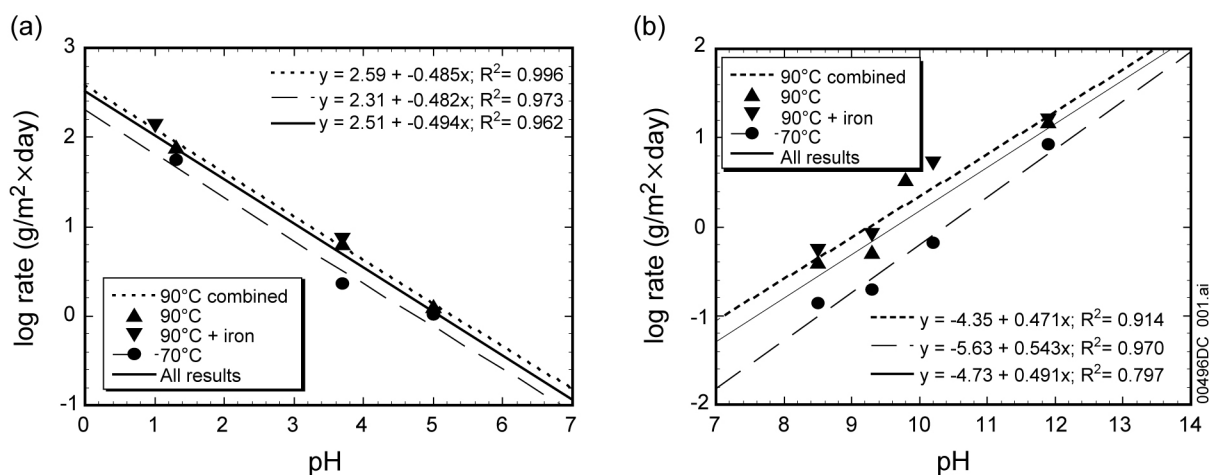 (a)
3
2
1
0
-1
log rate (g/m²×day)
0 1 2 3 4 5 6 7
pH
y = 2.59 + -0.485x; R²= 0.996
y = 2.31 + -0.482x; R²= 0.973
y = 2.51 + -0.494x; R²= 0.962
90°C combined
90°C
90°C + iron
70°C
All results
(b)
2
1
0
-1
-2
log rate (g/m²×day)
7 8 9 10 11 12 13 14
pH
90°C combined
90°C
90°C + iron
70°C
All results
y = -4.35 + 0.471x; R²= 0.914
y = -5.63 + 0.543x; R²= 0.970
y = -4.73 + 0.491x; R²= 0.797
00496DC 001.ai